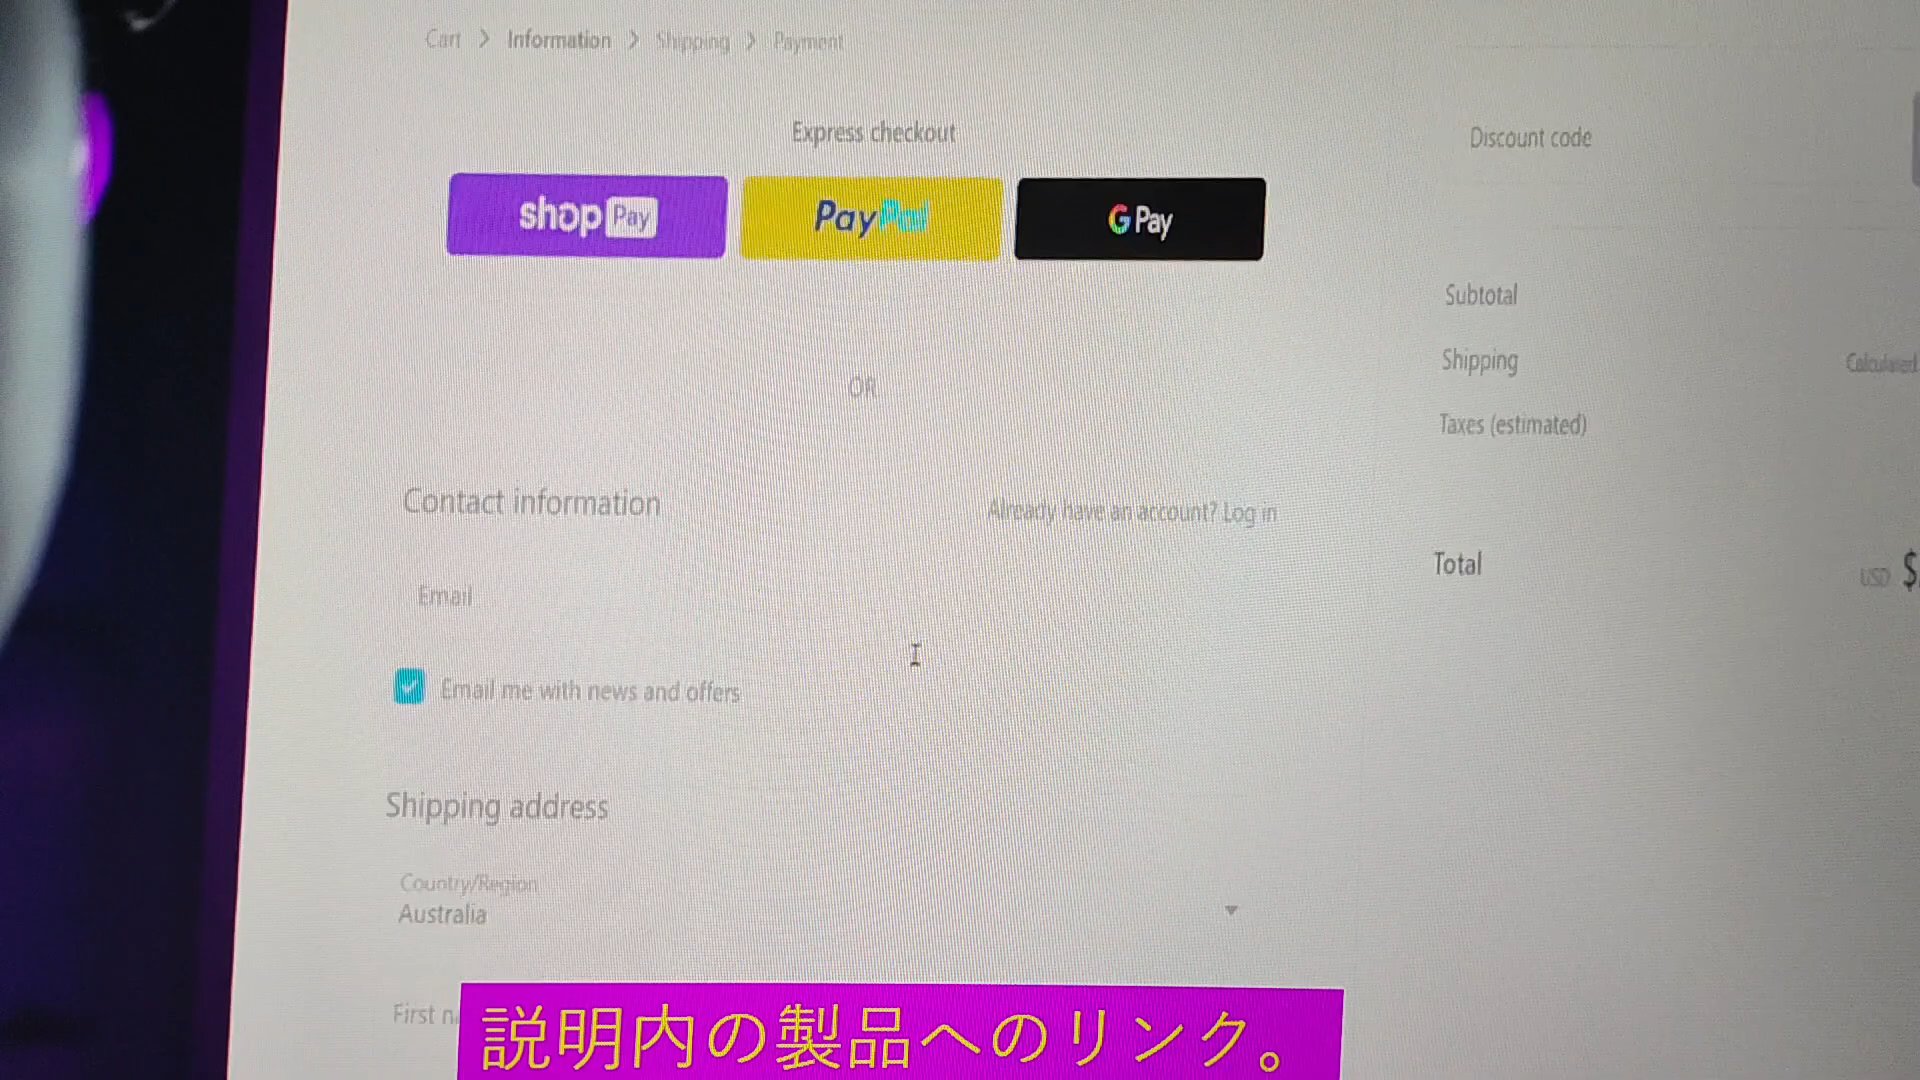 Cart > Information > Shipping > Payment
Express checkout
shop Pay
PayPal
G Pay
OR
Contact information
Already have an account? Log in
Email
Email me with news and offers
Shipping address
Country/Region
Australia
First n
Discount code
Subtotal
Shipping
Calculated
Taxes (estimated)
Total
USD $
説明内の製品へのリンク。